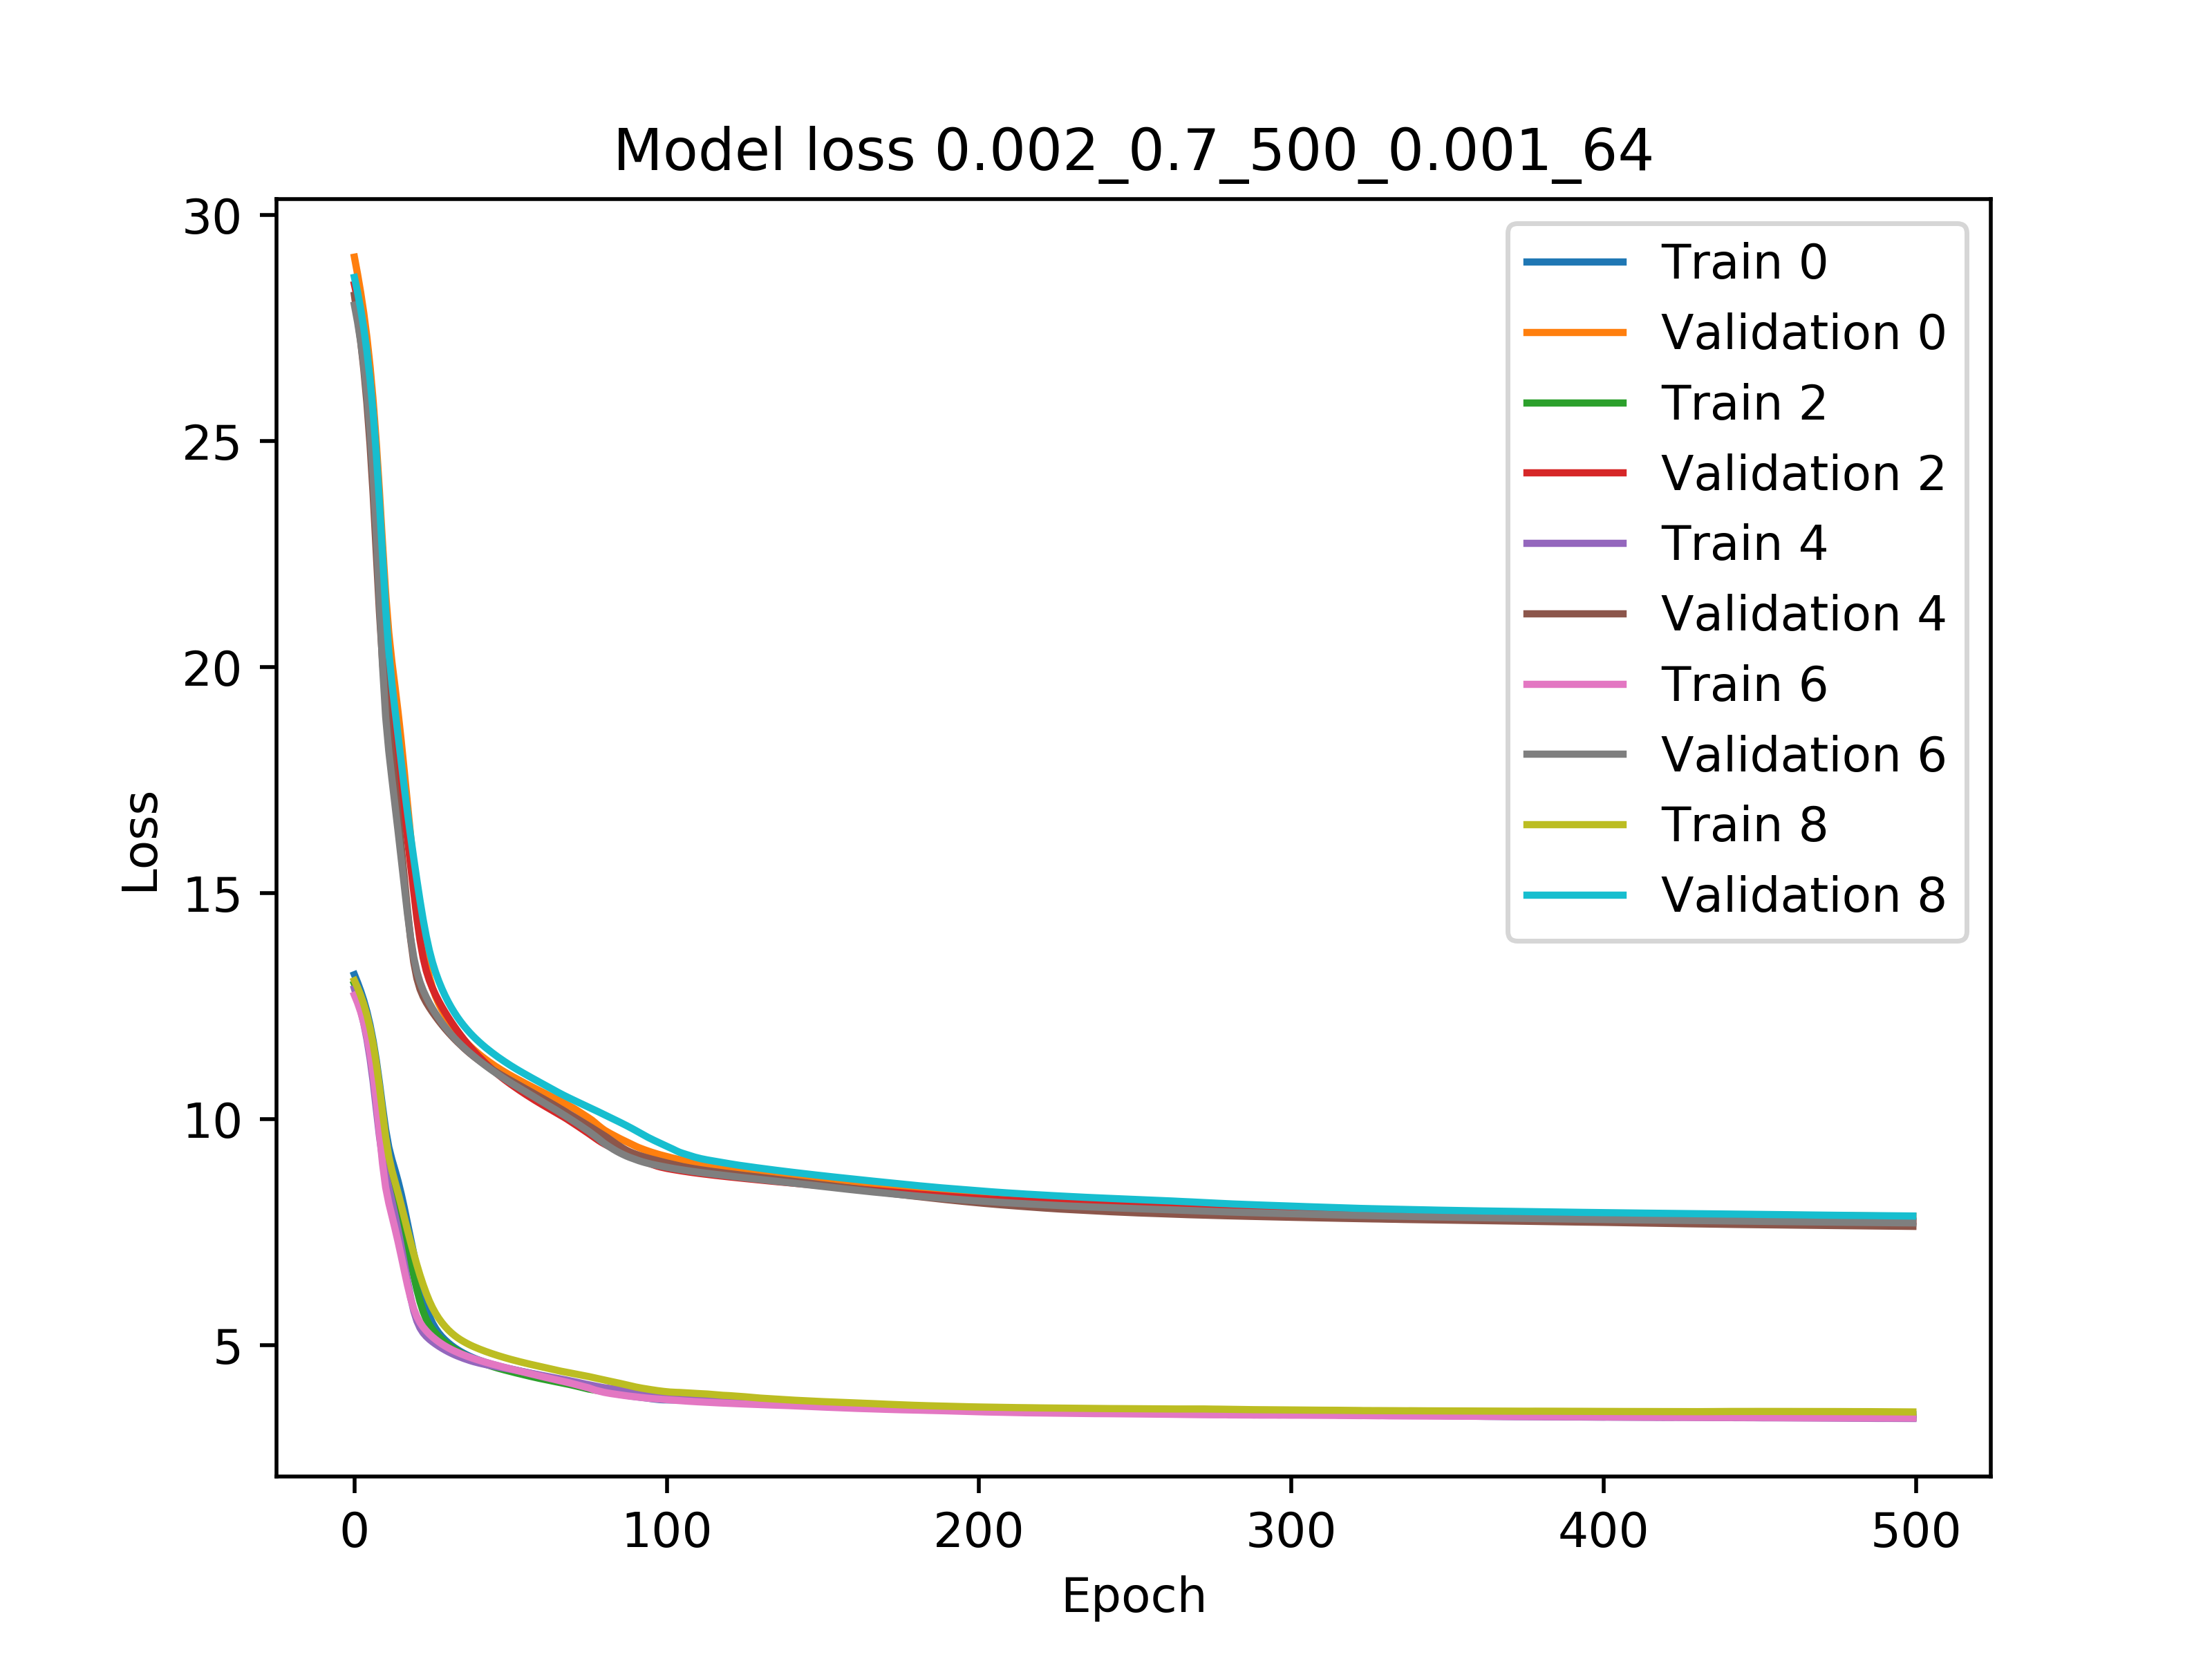 Model loss 0.002_0.7_500_0.001_64
30
25
20
15
10
5
Loss
Train 0
Validation 0
Train 2
Validation 2
Train 4
Validation 4
Train 6
Validation 6
Train 8
Validation 8
0 100 200 300 400 500
Epoch